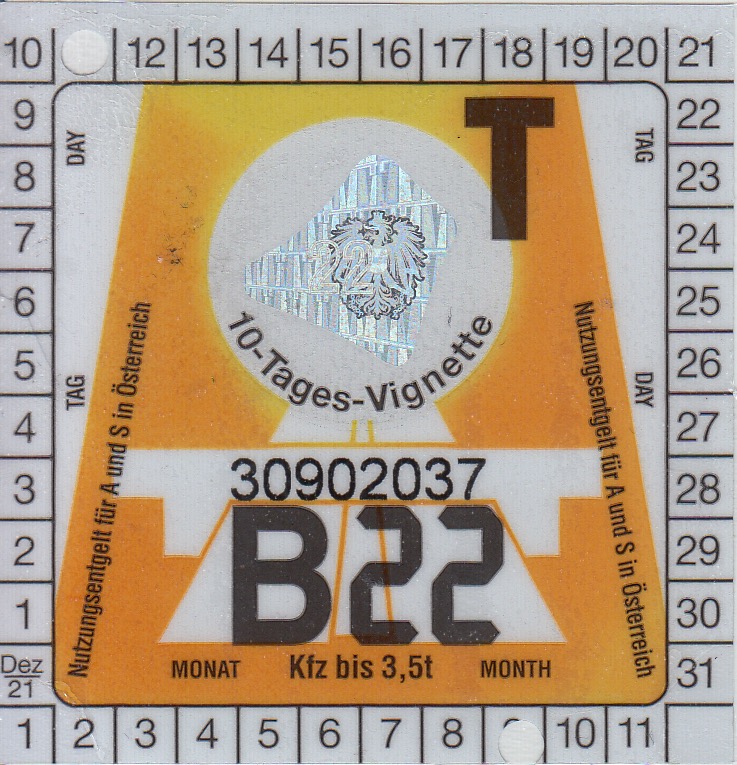 10 12 13 14 15 16 17 18 19 20 21
9 22
8 23
7 24
6 25
5 26
4 27
3 28
2 29
1 30
Dez 21 31
1 2 3 4 5 6 7 8 10 11
DAY
TAG
TAG
DAY
T
22
10-Tages-Vignette
Nutzungsentgelt für A und S in Österreich
Nutzungsentgelt für A und S in Österreich
30902037
B22
MONAT Kfz bis 3,5t MONTH